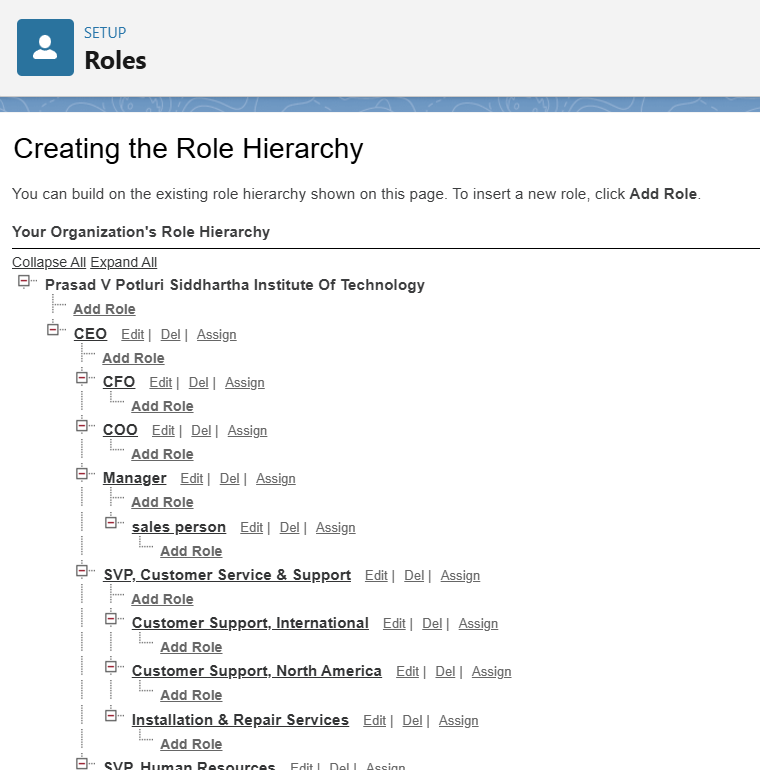 SETUP
Roles
Creating the Role Hierarchy
You can build on the existing role hierarchy shown on this page. To insert a new role, click Add Role.
Your Organization's Role Hierarchy
Collapse All Expand All
Prasad V Potluri Siddhartha Institute Of Technology
Add Role
CEO Edit | Del | Assign
Add Role
CFO Edit | Del | Assign
Add Role
COO Edit | Del | Assign
Add Role
Manager Edit | Del | Assign
Add Role
sales person Edit | Del | Assign
Add Role
SVP, Customer Service & Support Edit | Del | Assign
Add Role
Customer Support, International Edit | Del | Assign
Add Role
Customer Support, North America Edit | Del | Assign
Add Role
Installation & Repair Services Edit | Del | Assign
Add Role
SVP, Human Resources Edit | Del | Assign